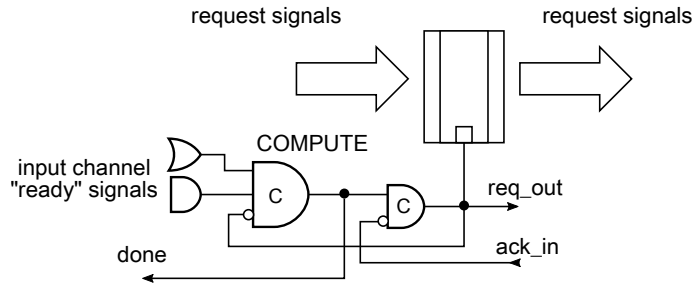 request signals
request signals
COMPUTE
input channel
"ready" signals
C
C
req_out
done
ack_in